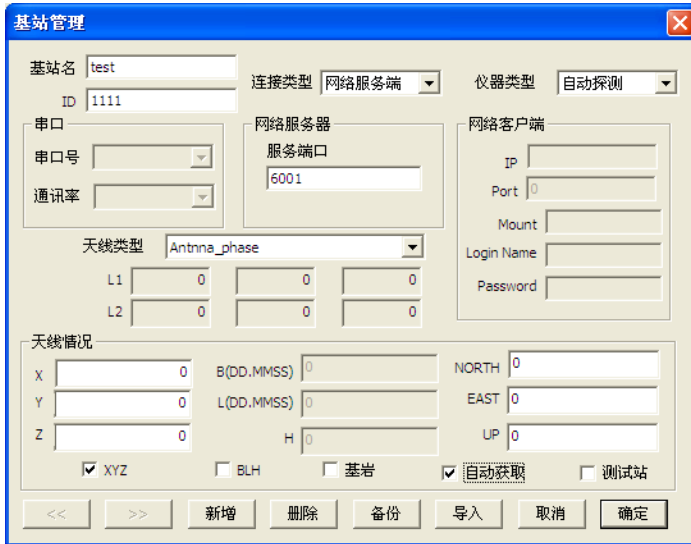 基站管理
基站名 test
连接类型 网络服务端
仪器类型 自动探测
ID 1111
串口
串口号
通讯率
网络服务器
服务端口
6001
网络客户端
IP
Port 0
Mount
Login Name
Password
天线类型 Antnna_phase
L1 0 0 0
L2 0 0 0
天线情况
X 0 B(DD.MMSS) 0 NORTH 0
Y 0 L(DD.MMSS) 0 EAST 0
Z 0 H 0 UP 0
XYZ BLH 基岩 自动获取 测试站
<< >> 新增 删除 备份 导入 取消 确定